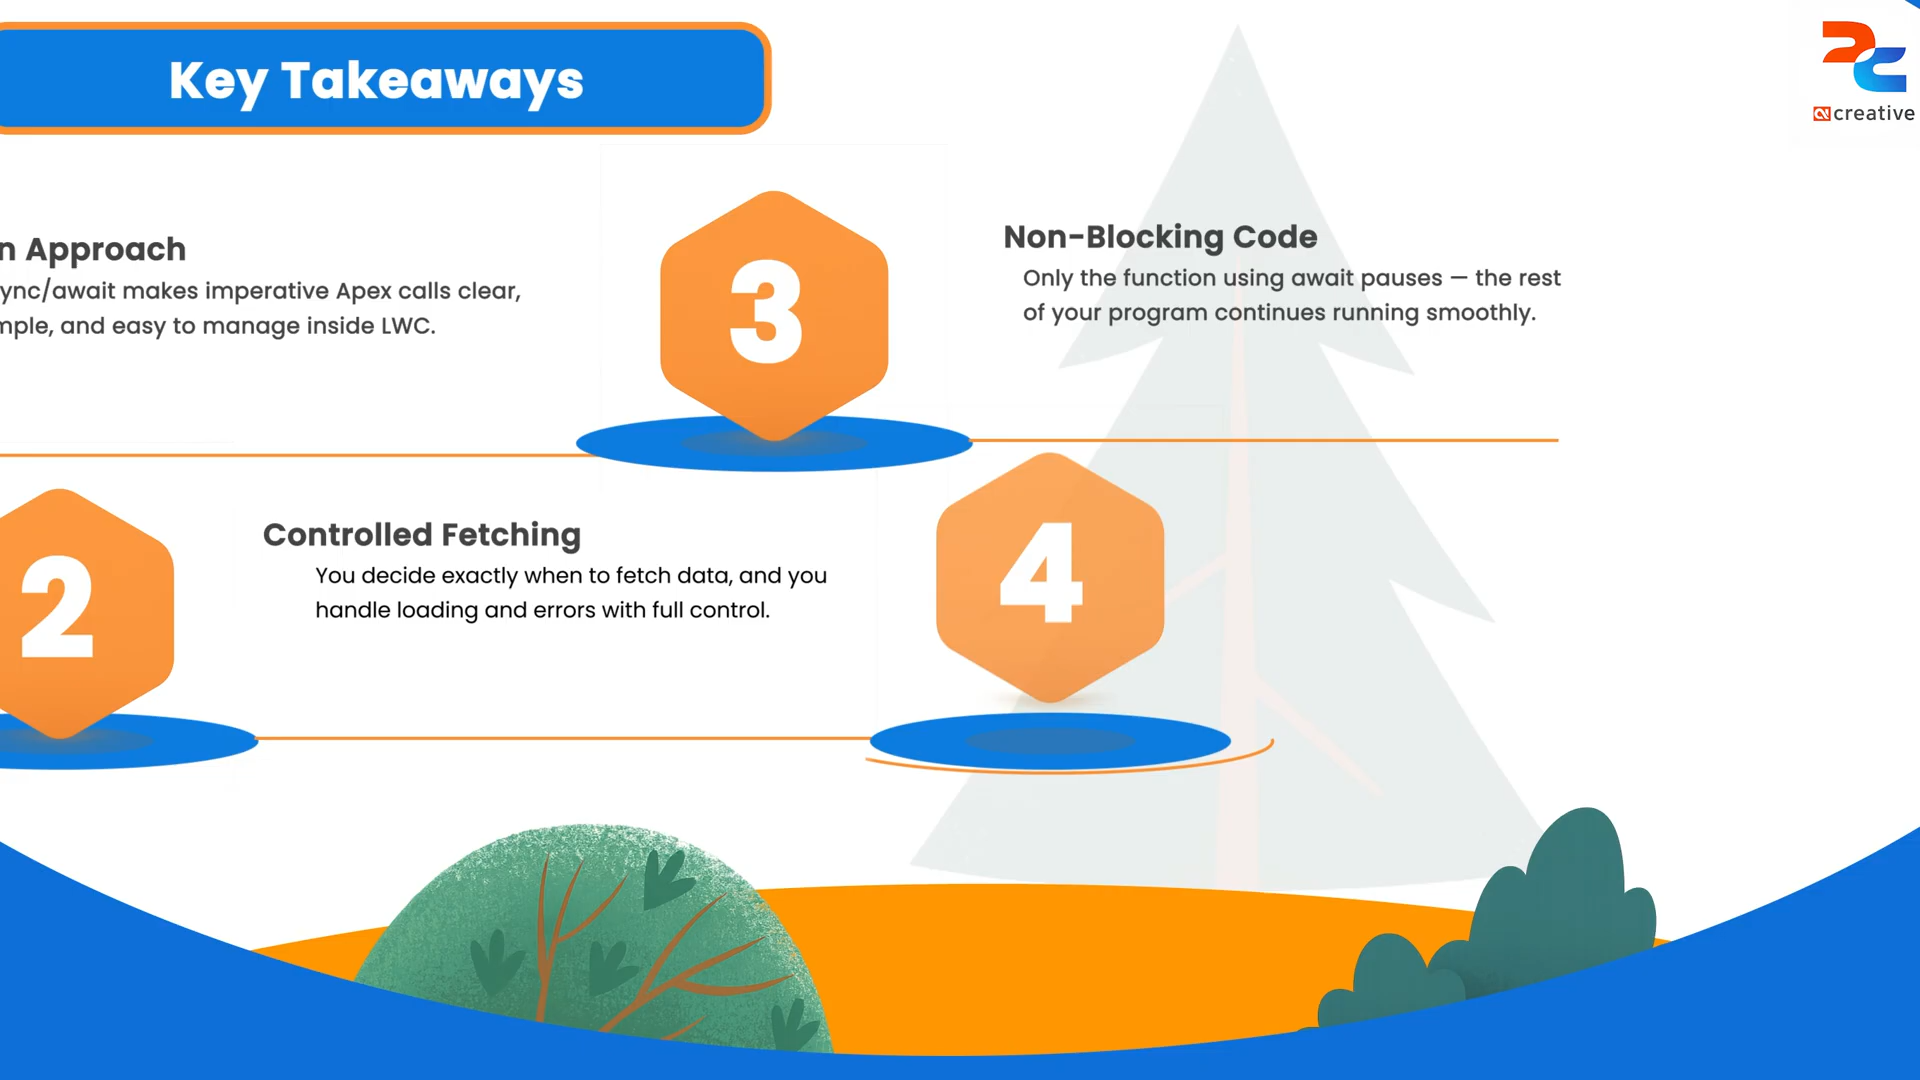 Key Takeaways
creative
n Approach
ync/await makes imperative Apex calls clear,
mple, and easy to manage inside LWC.
3
Non-Blocking Code
Only the function using await pauses — the rest
of your program continues running smoothly.
2
Controlled Fetching
You decide exactly when to fetch data, and you
handle loading and errors with full control.
4